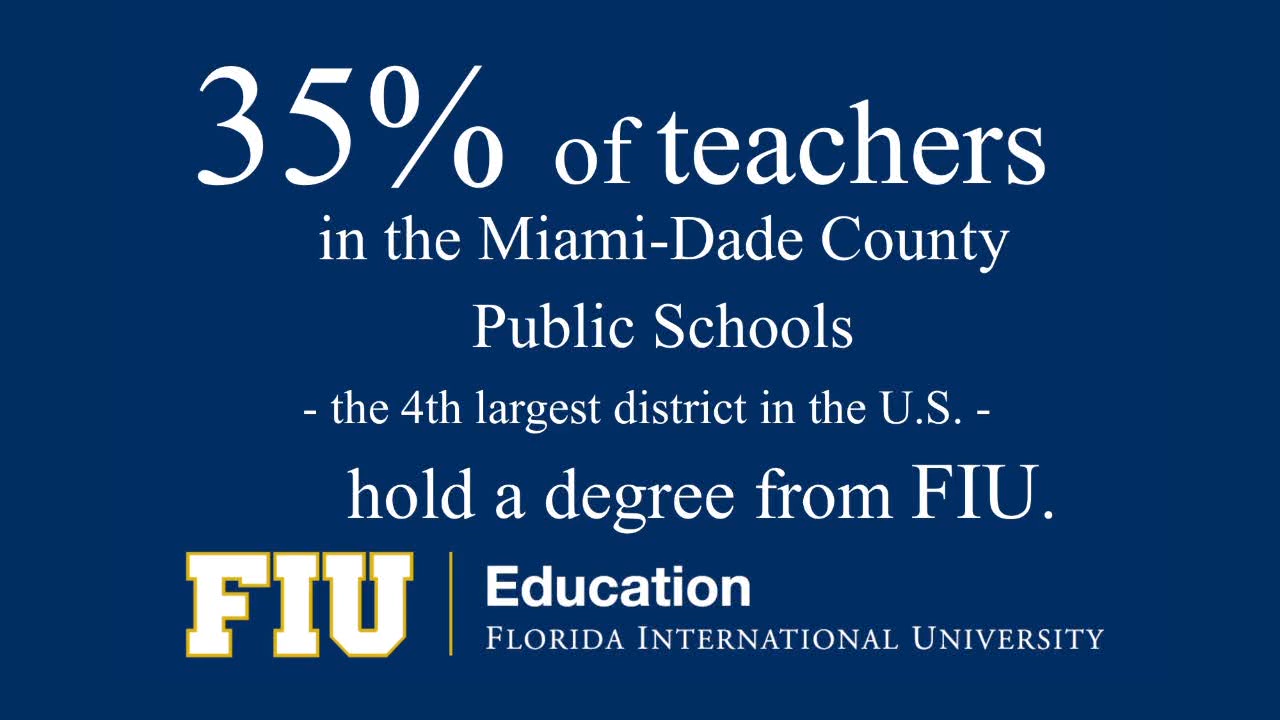 35% of teachers
in the Miami-Dade County
Public Schools
- the 4th largest district in the U.S. -
hold a degree from FIU.
FIU Education
FLORIDA INTERNATIONAL UNIVERSITY